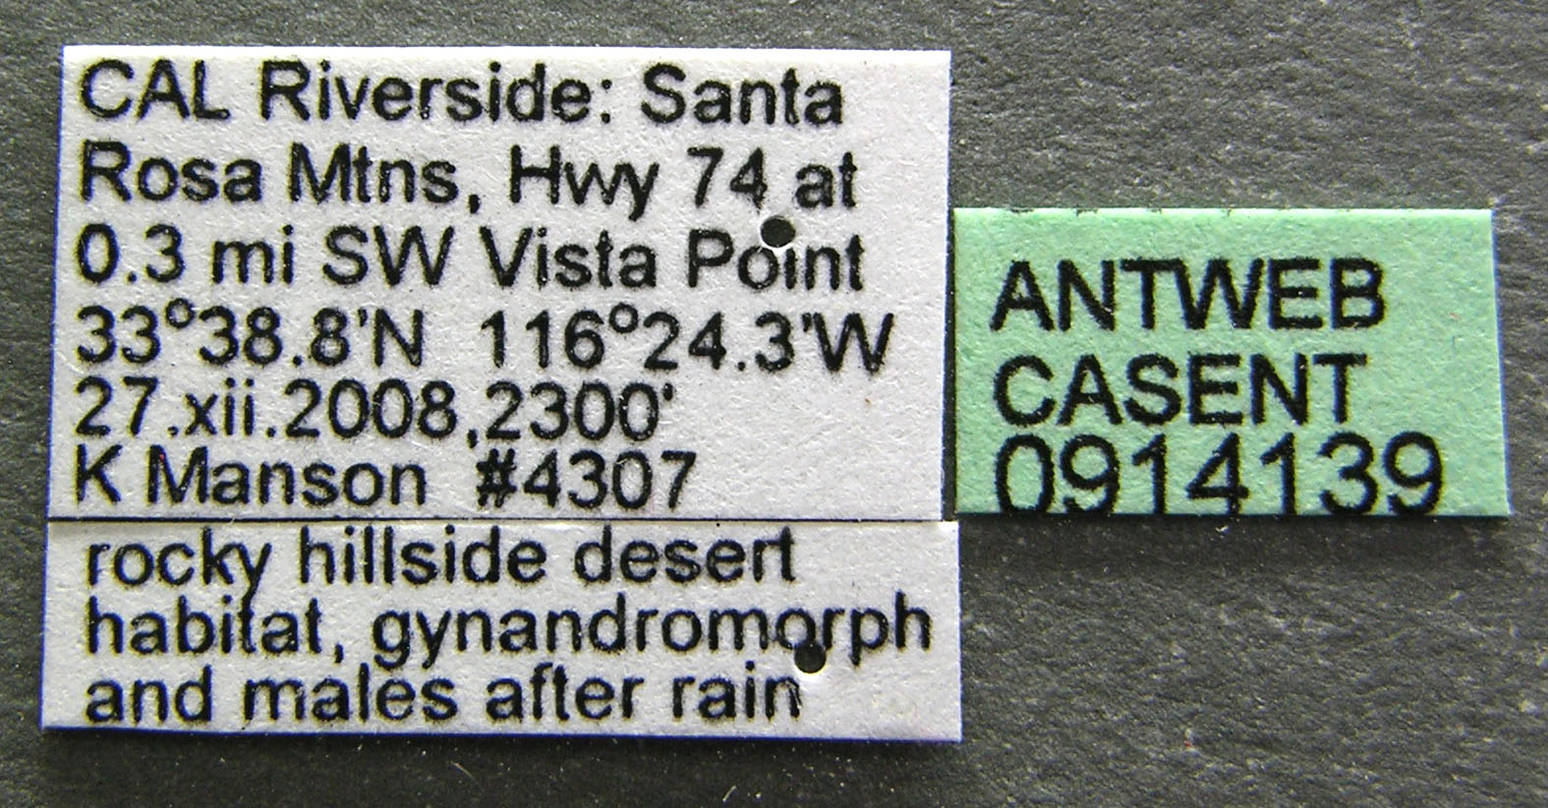 CAL Riverside: Santa
Rosa Mtns, Hwy 74 at
0.3 mi SW Vista Point
33°38.8'N 116°24.3'W
27.xii.2008,2300'
K Manson #4307
rocky hillside desert
habitat, gynandromorph
and males after rain
ANTWEB
CASENT
0914139